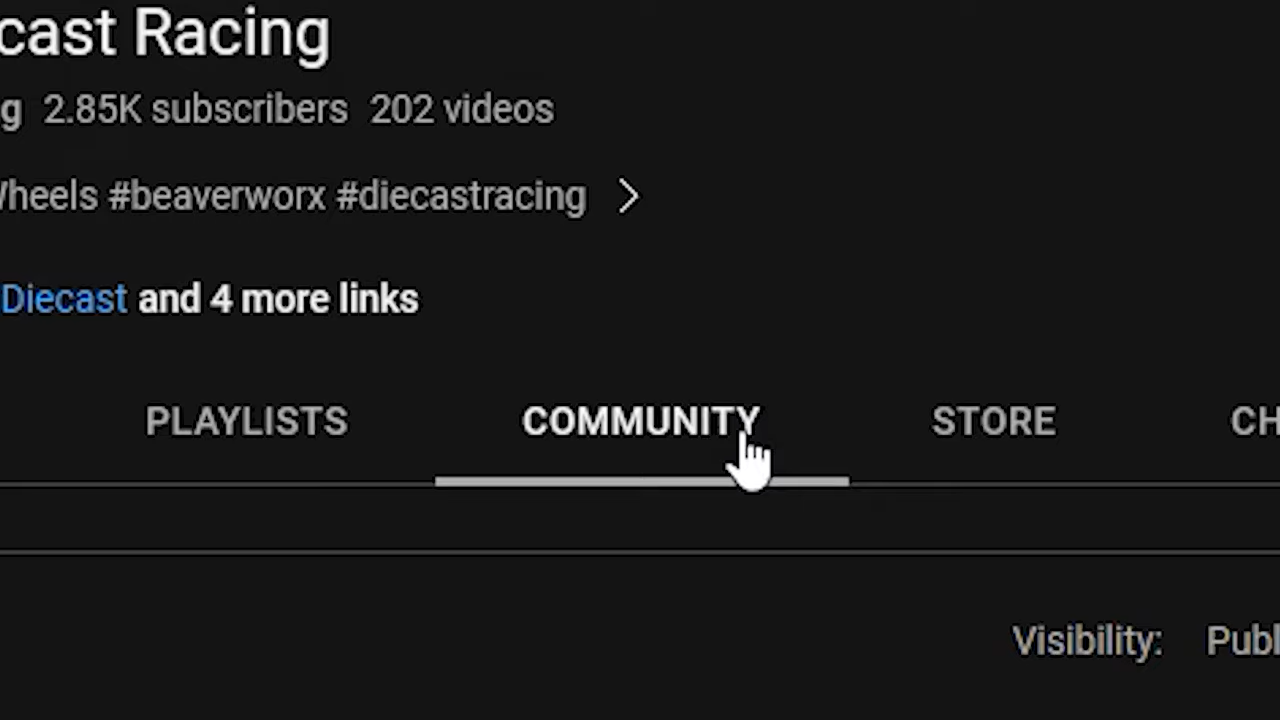 cast Racing
g 2.85K subscribers 202 videos
Wheels #beaverworx #diecastracing
Diecast and 4 more links
PLAYLISTS COMMUNITY STORE CH
Visibility: Publ